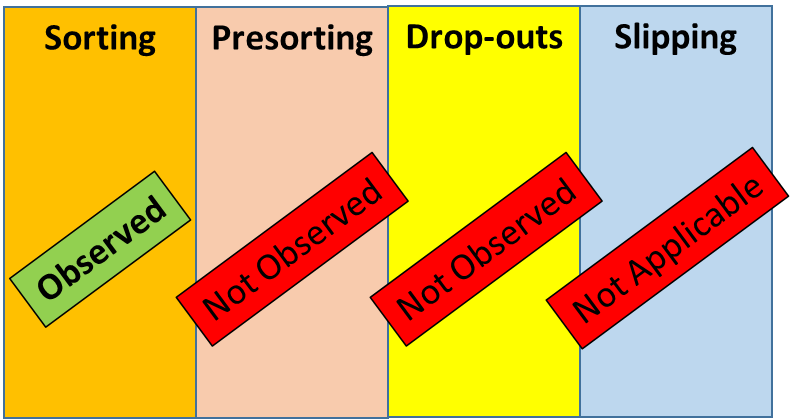 Sorting
Presorting
Drop-outs
Slipping
Observed
Not Observed
Not Observed
Not Applicable